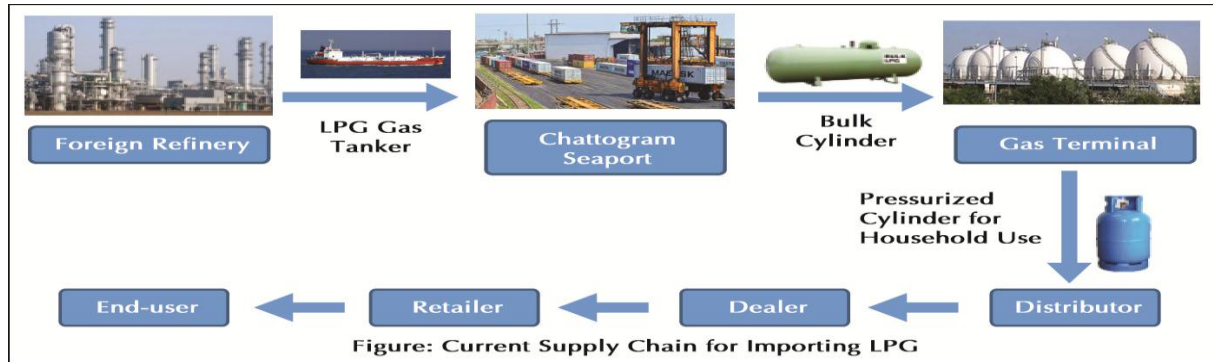 Foreign Refinery
LPG Gas
Tanker
Chattogram
Seaport
Bulk
Cylinder
Gas Terminal
Pressurized
Cylinder for
Household Use
Distributor
Dealer
Retailer
End-user
Figure: Current Supply Chain for Importing LPG